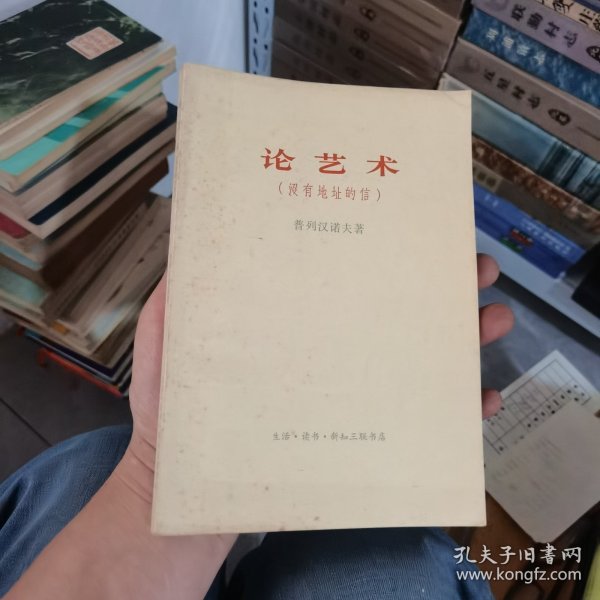 论艺术
（没有地址的信）
普列汉诺夫著
生活·读书·新知三联书店
孔夫子旧书网
www.kongfz.com